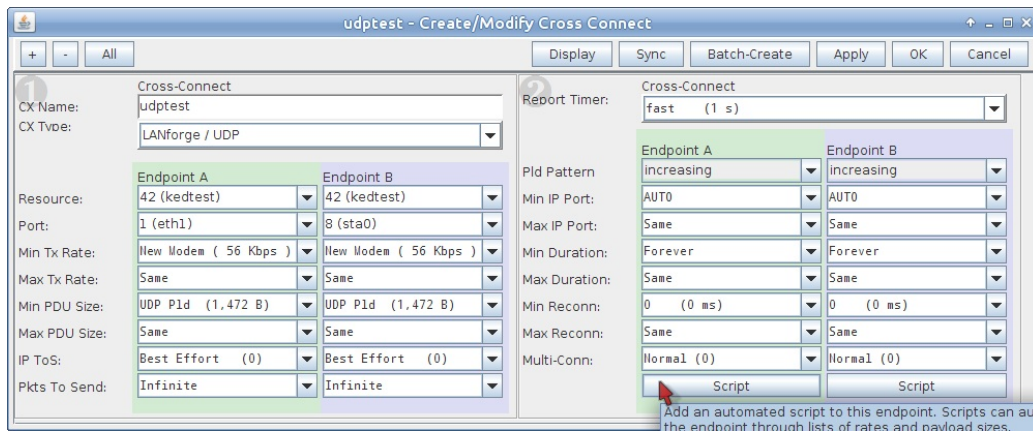 udptest - Create/Modify Cross Connect
+ - All Display Sync Batch-Create Apply OK Cancel
1
Cross-Connect
CX Name: udptest
CX Type: LANforge / UDP
Endpoint A Endpoint B
Resource: 42 (kedtest) 42 (kedtest)
Port: 1 (eth1) 8 (sta0)
Min Tx Rate: New Modem ( 56 Kbps ) New Modem ( 56 Kbps )
Max Tx Rate: Same Same
Min PDU Size: UDP Pld (1,472 B) UDP Pld (1,472 B)
Max PDU Size: Same Same
IP ToS: Best Effort (0) Best Effort (0)
Pkts To Send: Infinite Infinite
2
Cross-Connect
Report Timer: fast (1 s)
Endpoint A Endpoint B
Pld Pattern increasing increasing
Min IP Port: AUTO AUTO
Max IP Port: Same Same
Min Duration: Forever Forever
Max Duration: Same Same
Min Reconn: 0 (0 ms) 0 (0 ms)
Max Reconn: Same Same
Multi-Conn: Normal (0) Normal (0)
Script Script
Add an automated script to this endpoint. Scripts can au
the endpoint through lists of rates and payload sizes.